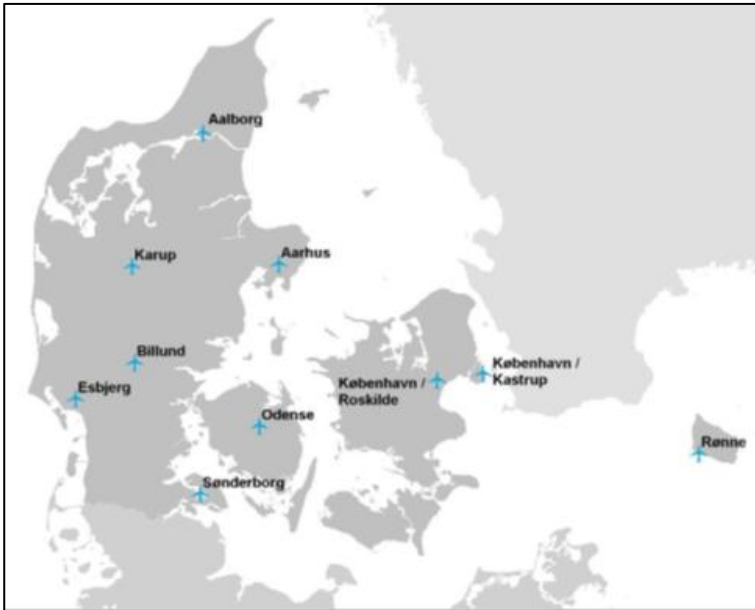 Aalborg
Karup
Aarhus
Billund
Esbjerg
København /
Roskilde
København /
Kastrup
Odense
Rønne
Sønderborg